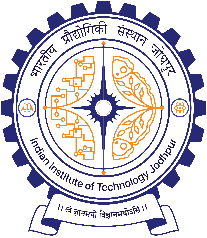 भारतीय प्रौद्योगिकी संस्थान जोधपुर
Indian Institute of Technology Jodhpur
॥ त्वं ज्ञानमयो विज्ञानमयोऽसि ॥